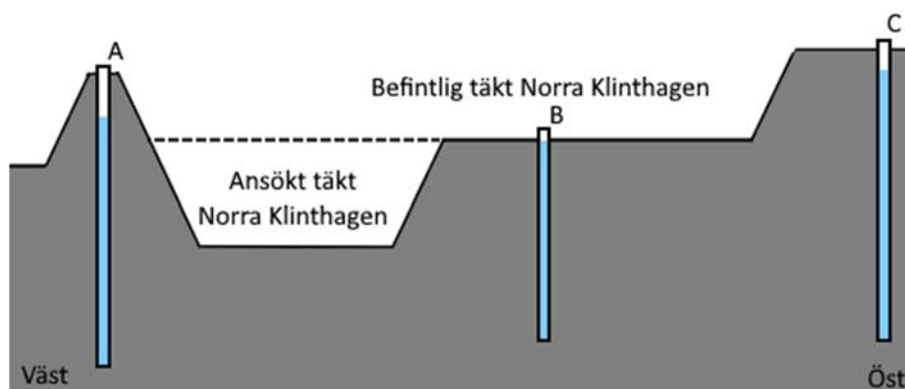 A
C
Befintlig täkt Norra Klinthagen
B
Ansökt täkt
Norra Klinthagen
Väst
Öst